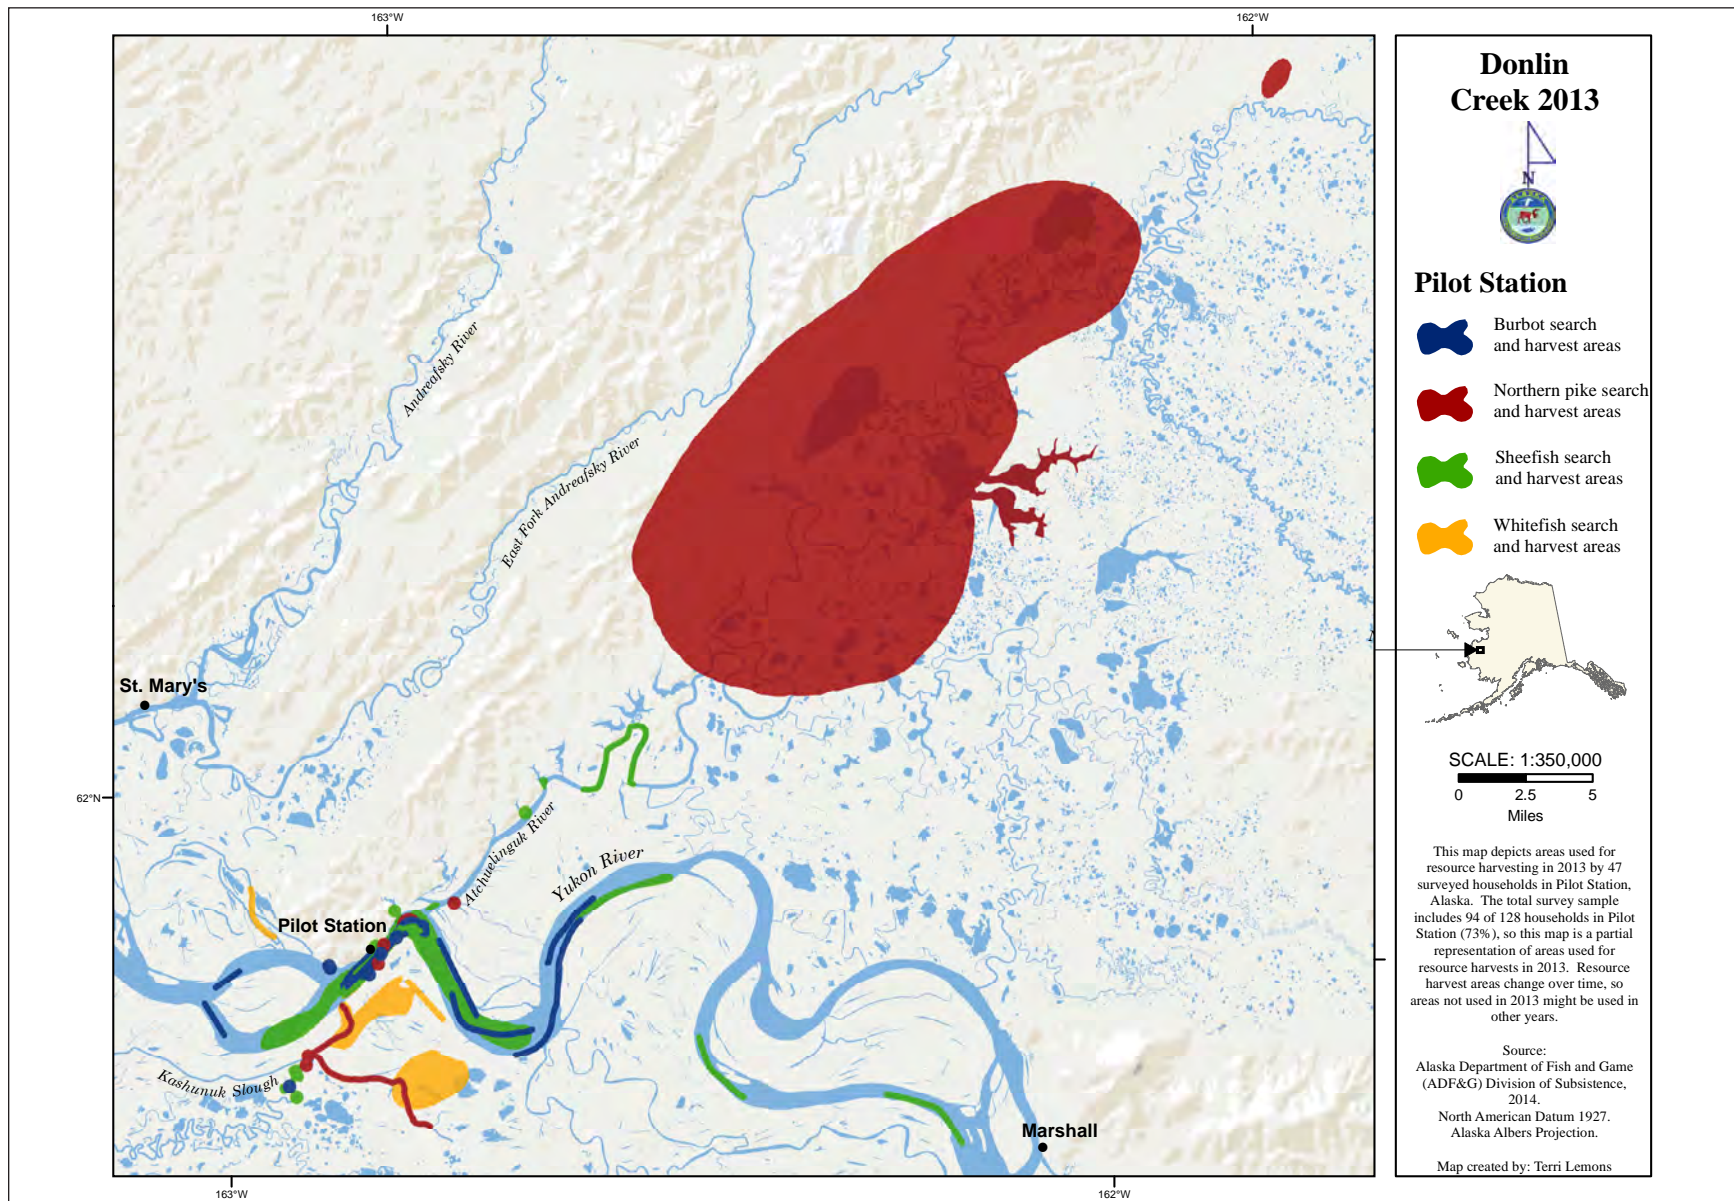 163°W
162°W
Andreafsky River
East Fork Andreafsky River
St. Mary's
62°N
Atchuelinguk River
Yukon River
Pilot Station
Kashunuk Slough
Marshall
163°W
162°W
Donlin
Creek 2013
N
Pilot Station
Burbot search
and harvest areas
Northern pike search
and harvest areas
Sheefish search
and harvest areas
Whitefish search
and harvest areas
SCALE: 1:350,000
0 2.5 5
Miles
This map depicts areas used for
resource harvesting in 2013 by 47
surveyed households in Pilot Station,
Alaska. The total survey sample
includes 94 of 128 households in Pilot
Station (73%), so this map is a partial
representation of areas used for
resource harvests in 2013. Resource
harvest areas change over time, so
areas not used in 2013 might be used in
other years.
Source:
Alaska Department of Fish and Game
(ADF&G) Division of Subsistence,
2014.
North American Datum 1927.
Alaska Albers Projection.
Map created by: Terri Lemons